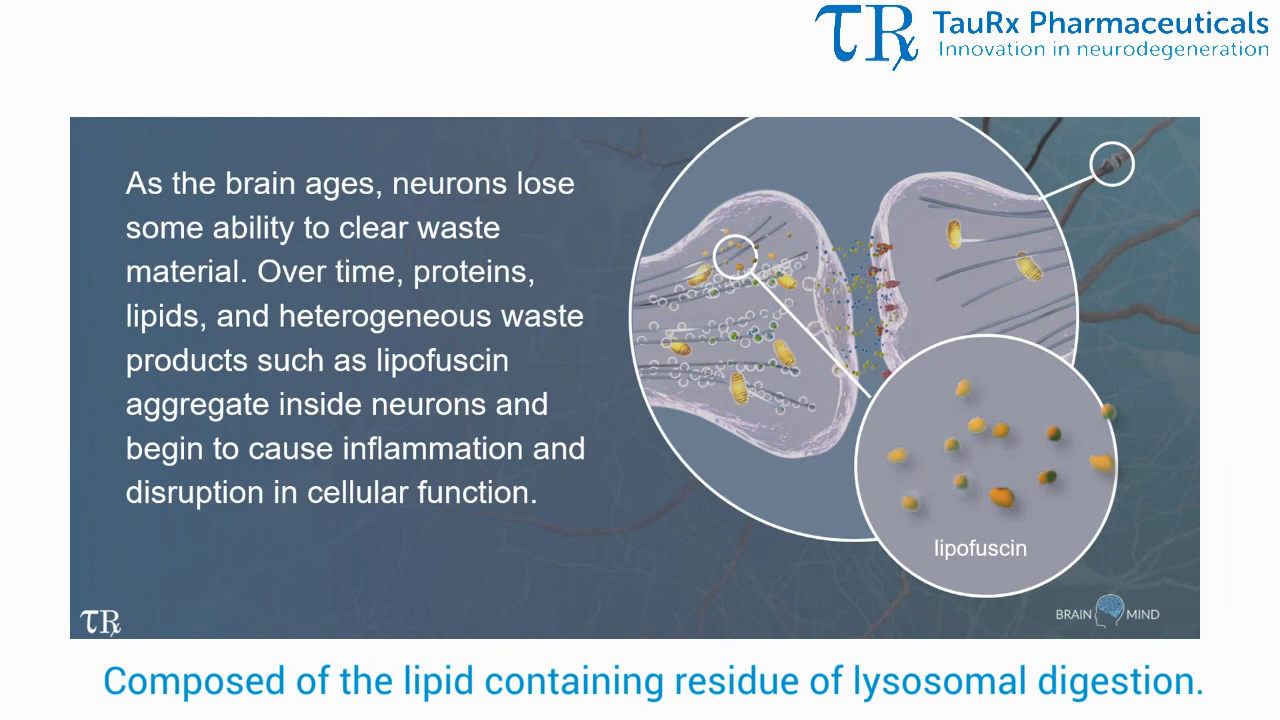 τRx TauRx Pharmaceuticals
Innovation in neurodegeneration
As the brain ages, neurons lose
some ability to clear waste
material. Over time, proteins,
lipids, and heterogeneous waste
products such as lipofuscin
aggregate inside neurons and
begin to cause inflammation and
disruption in cellular function.
lipofuscin
τRx
BRAIN MIND
Composed of the lipid containing residue of lysosomal digestion.